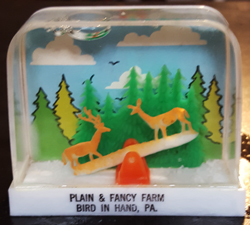 PLAIN & FANCY FARM
BIRD IN HAND, PA.